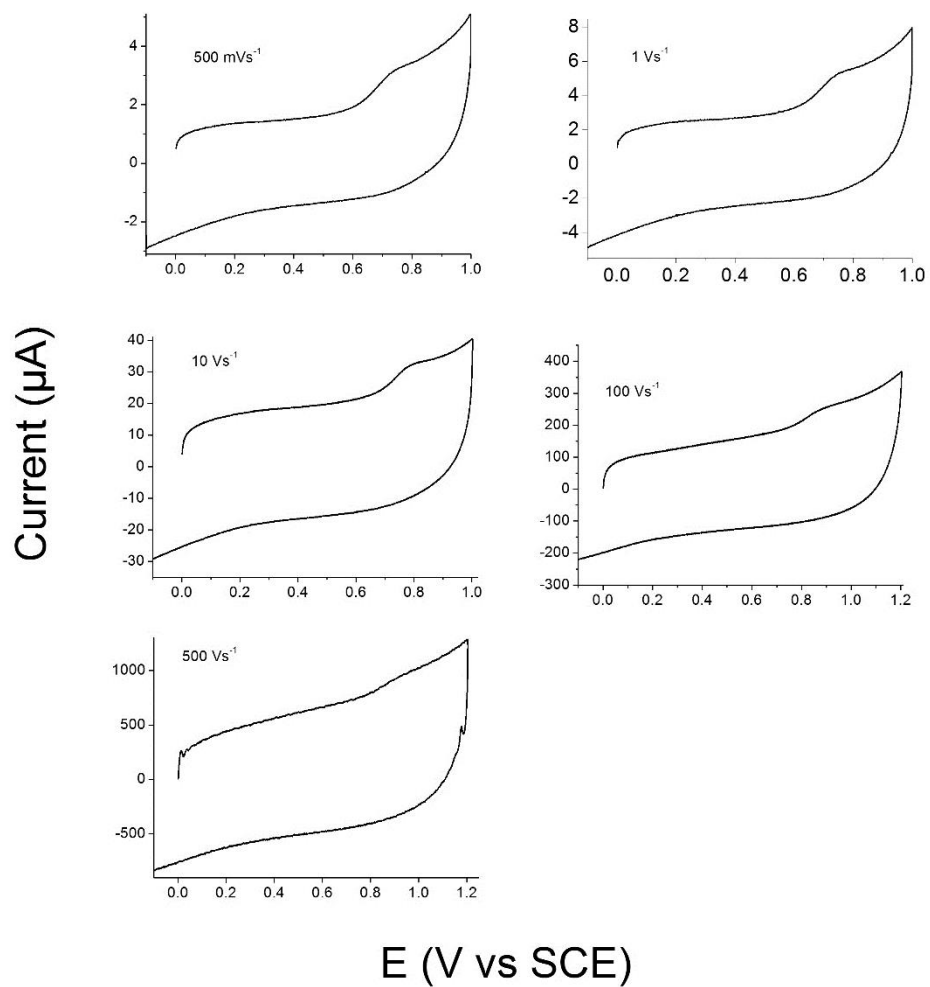 500 mVs-1
4
2
0
-2
0.0 0.2 0.4 0.6 0.8 1.0
1 Vs-1
8
6
4
2
0
-2
-4
0.0 0.2 0.4 0.6 0.8 1.0
10 Vs-1
40
30
20
10
0
-10
-20
-30
0.0 0.2 0.4 0.6 0.8 1.0
100 Vs-1
400
300
200
100
0
-100
-200
-300
0.0 0.2 0.4 0.6 0.8 1.0 1.2
500 Vs-1
1000
500
0
-500
0.0 0.2 0.4 0.6 0.8 1.0 1.2
Current (µA)
E (V vs SCE)